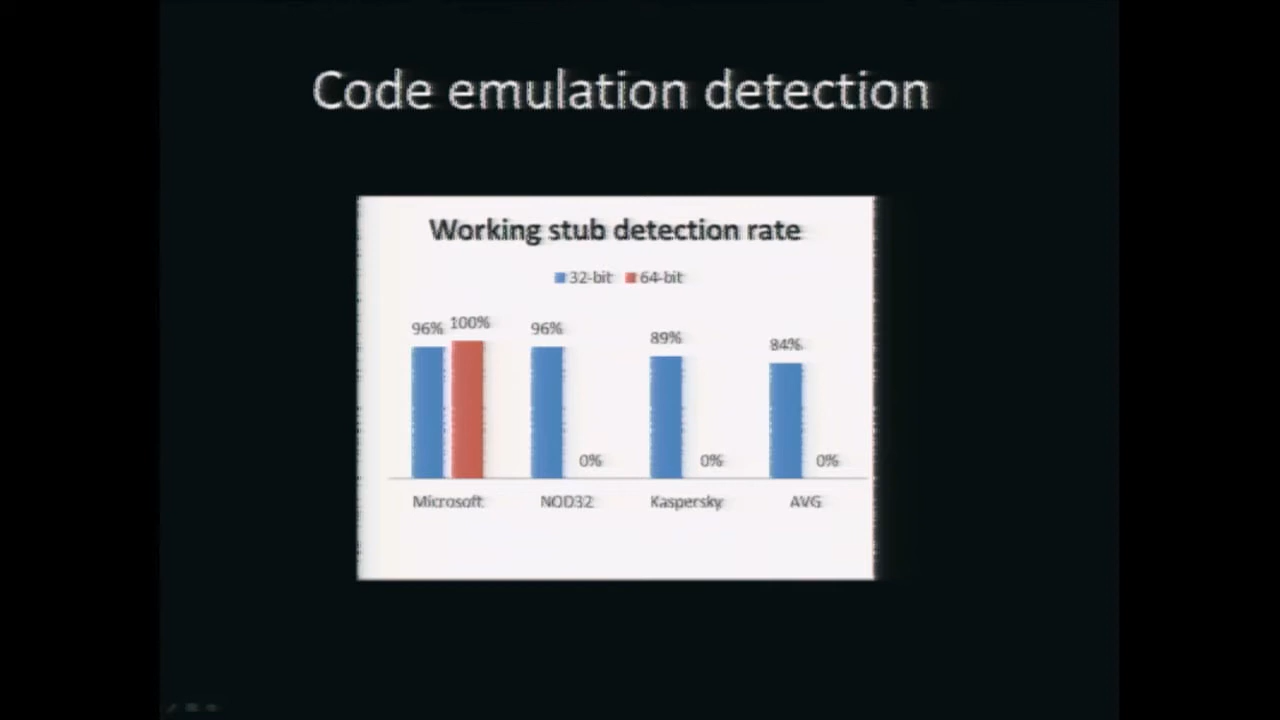 Code emulation detection
Working stub detection rate
32-bit 64-bit
96% 100% 96% 89% 84%
0% 0% 0%
Microsoft NOD32 Kaspersky AVG